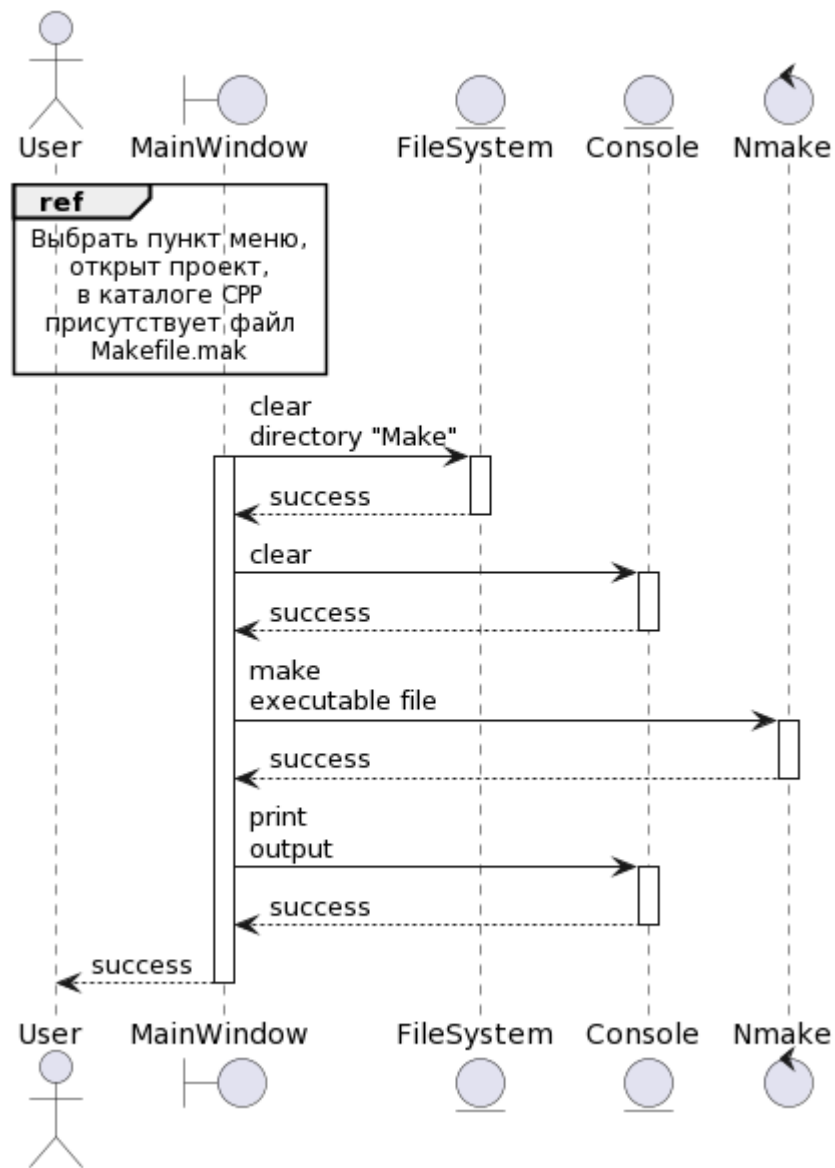 User
MainWindow
FileSystem
Console
Nmake
ref
Выбрать пункт меню,
открыт проект,
в каталоге CPP
присутствует файл
Makefile.mak
clear
directory "Make"
success
clear
success
make
executable file
success
print
output
success
success
User
MainWindow
FileSystem
Console
Nmake